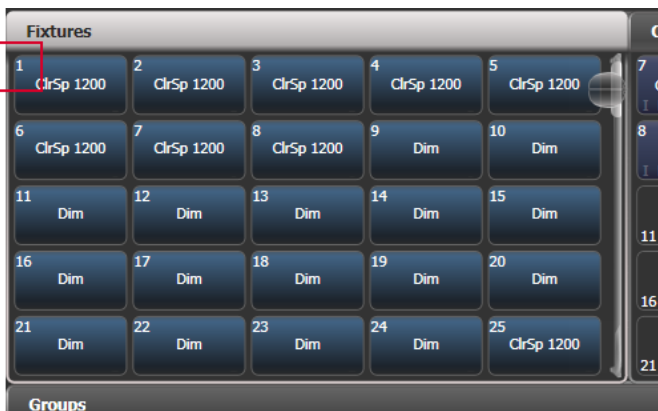 Fixtures
1 2 3 4 5 7
ClrSp 1200 ClrSp 1200 ClrSp 1200 ClrSp 1200 ClrSp 1200
I
6 7 8 9 10 8
ClrSp 1200 ClrSp 1200 ClrSp 1200 Dim Dim
I
11 12 13 14 15
Dim Dim Dim Dim Dim
11
16 17 18 19 20
Dim Dim Dim Dim Dim
16
21 22 23 24 25
Dim Dim Dim Dim ClrSp 1200
21
Groups